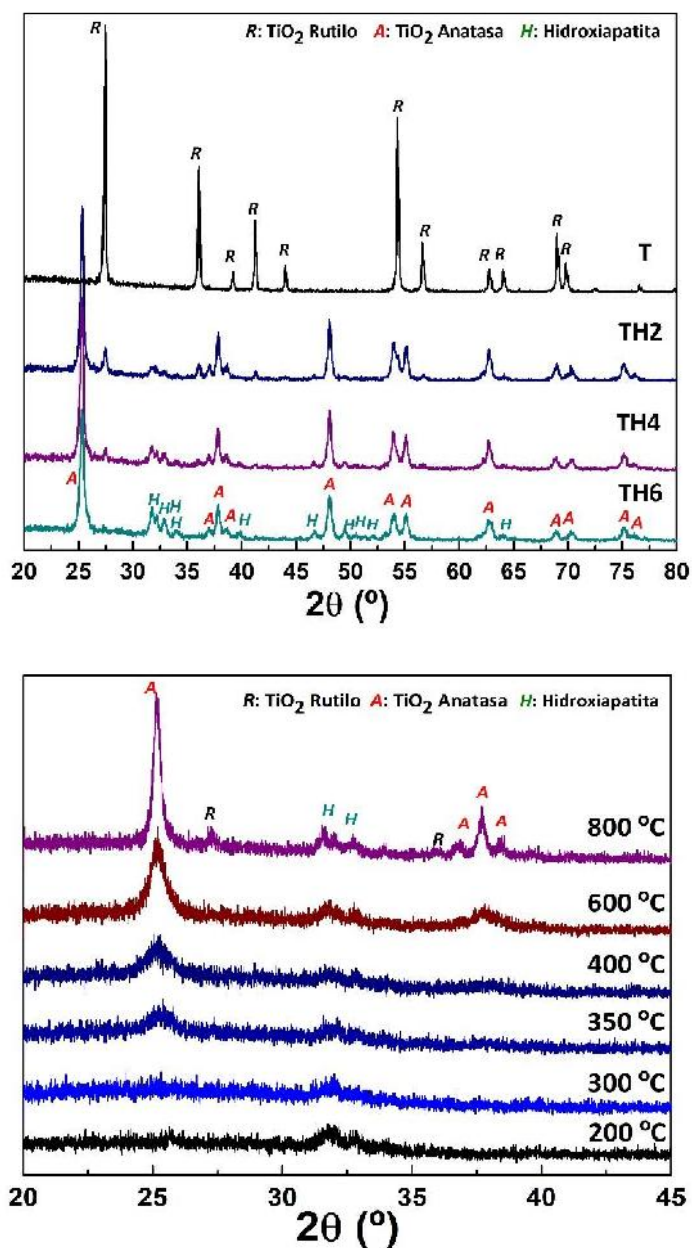 R: TiO2 Rutilo A: TiO2 Anatasa H: Hidroxiapatita
R
R
R
R
R
R
R
R
R
R
R
T
TH2
TH4
TH6
A
H
H H
H
A
A
A
H
H
A
H
H H
A
A
A
H
A
A
A
A
20 25 30 35 40 45 50 55 60 65 70 75 80
2θ (º)
R: TiO2 Rutilo A: TiO2 Anatasa H: Hidroxiapatita
A
R
H
H
R
A
A
A
800 ºC
600 ºC
400 ºC
350 ºC
300 ºC
200 ºC
20 25 30 35 40 45
2θ (º)